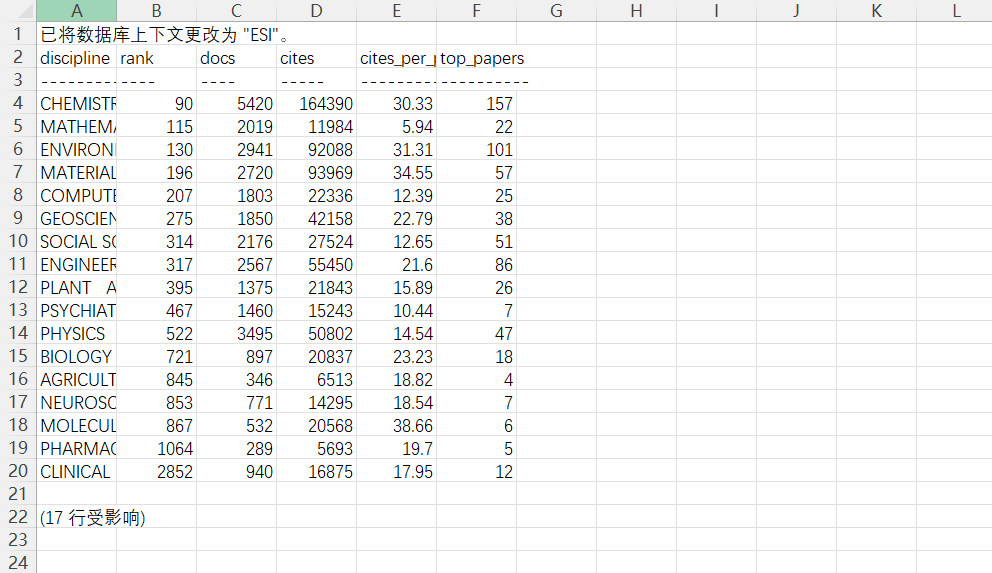 A B C D E F G H I J K L
1 已将数据库上下文更改为 "ESI"。
2 discipline rank docs cites cites_per_p top_papers
3 --------- ---- ---- ----- --------- ----------
4 CHEMISTR 90 5420 164390 30.33 157
5 MATHEMA 115 2019 11984 5.94 22
6 ENVIRON 130 2941 92088 31.31 101
7 MATERIAL 196 2720 93969 34.55 57
8 COMPUTE 207 1803 22336 12.39 25
9 GEOSCIEN 275 1850 42158 22.79 38
10 SOCIAL SC 314 2176 27524 12.65 51
11 ENGINEER 317 2567 55450 21.6 86
12 PLANT A 395 1375 21843 15.89 26
13 PSYCHIAT 467 1460 15243 10.44 7
14 PHYSICS 522 3495 50802 14.54 47
15 BIOLOGY 721 897 20837 23.23 18
16 AGRICULT 845 346 6513 18.82 4
17 NEUROSC 853 771 14295 18.54 7
18 MOLECUL 867 532 20568 38.66 6
19 PHARMAC 1064 289 5693 19.7 5
20 CLINICAL 2852 940 16875 17.95 12
21
22 (17 行受影响)
23
24